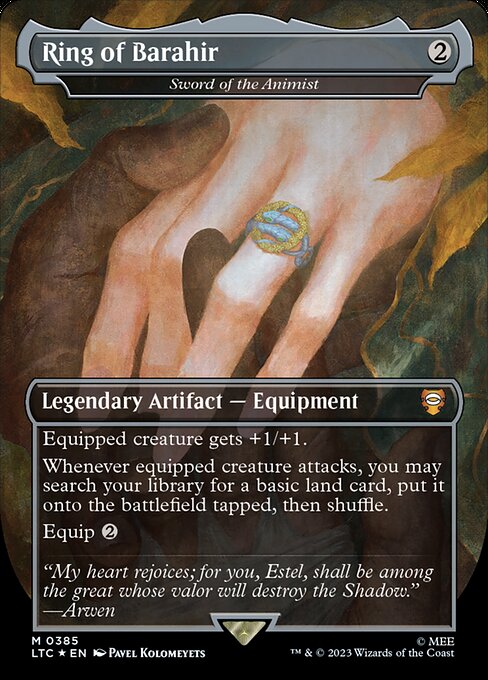 Ring of Barahir 2
Sword of the Animist
Legendary Artifact — Equipment
Equipped creature gets +1/+1.
Whenever equipped creature attacks, you may
search your library for a basic land card, put it
onto the battlefield tapped, then shuffle.
Equip 2
“My heart rejoices; for you, Estel, shall be among
the great whose valor will destroy the Shadow.”
—Arwen
M 0385
LTC ★ EN Pavel Kolomeyets
© MEE
™ & © 2023 Wizards of the Coast